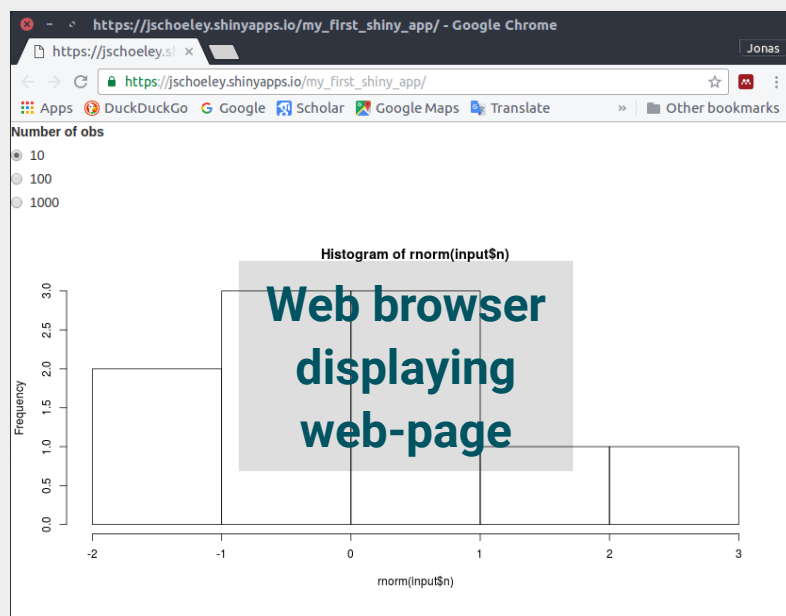 https://jschoeley.shinyapps.io/my_first_shiny_app/ - Google Chrome
https://jschoeley.sh
Jonas
https://jschoeley.shinyapps.io/my_first_shiny_app/
Apps DuckDuckGo Google Scholar Google Maps Translate » Other bookmarks
Number of obs
10
100
1000
Histogram of rnorm(input$n)
Web browser
displaying
web-page
Frequency
3.0
2.5
2.0
1.5
1.0
0.5
0.0
-2 -1 0 1 2 3
rnorm(input$n)